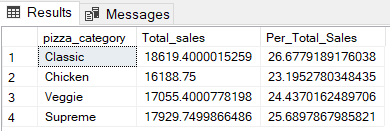 Results Messages
pizza_category Total_sales Per_Total_Sales
1 Classic 18619.4000015259 26.6779189176038
2 Chicken 16188.75 23.1952780348435
3 Veggie 17055.4000778198 24.4370162489706
4 Supreme 17929.7499866486 25.6897867985821